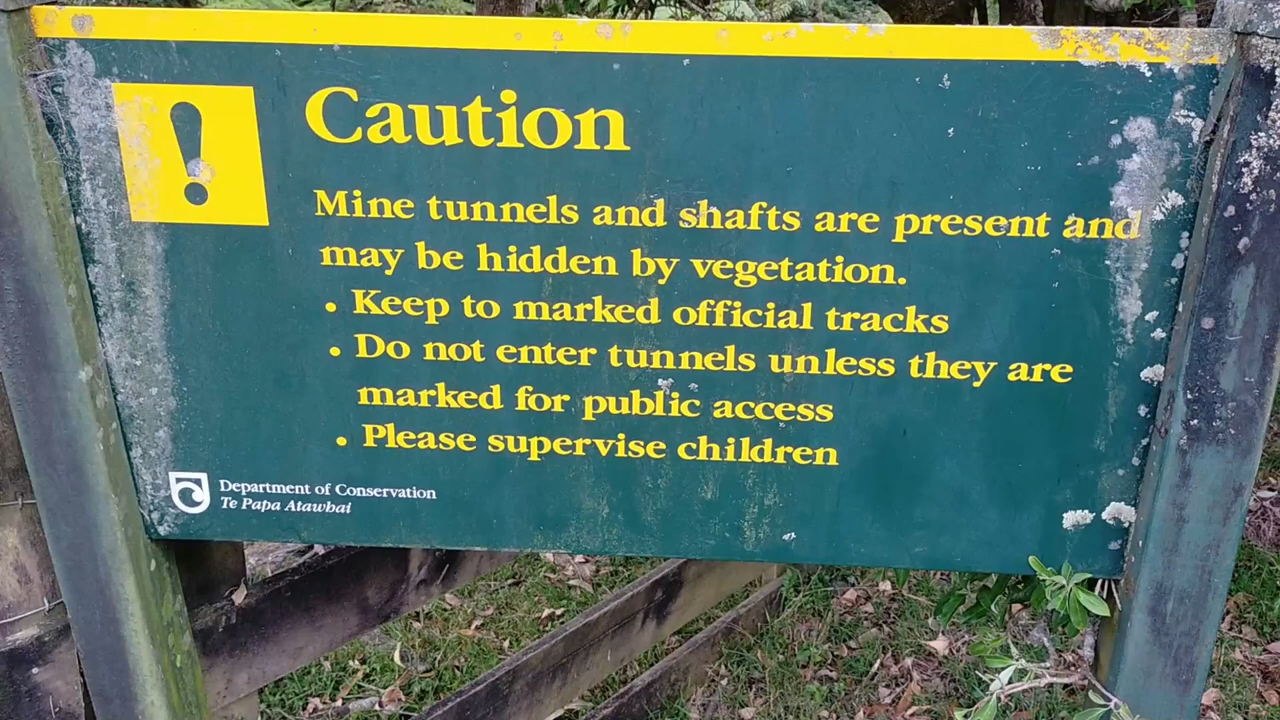 !
Caution
Mine tunnels and shafts are present and
may be hidden by vegetation.
• Keep to marked official tracks
• Do not enter tunnels unless they are
marked for public access
• Please supervise children
Department of Conservation
Te Papa Atawhai